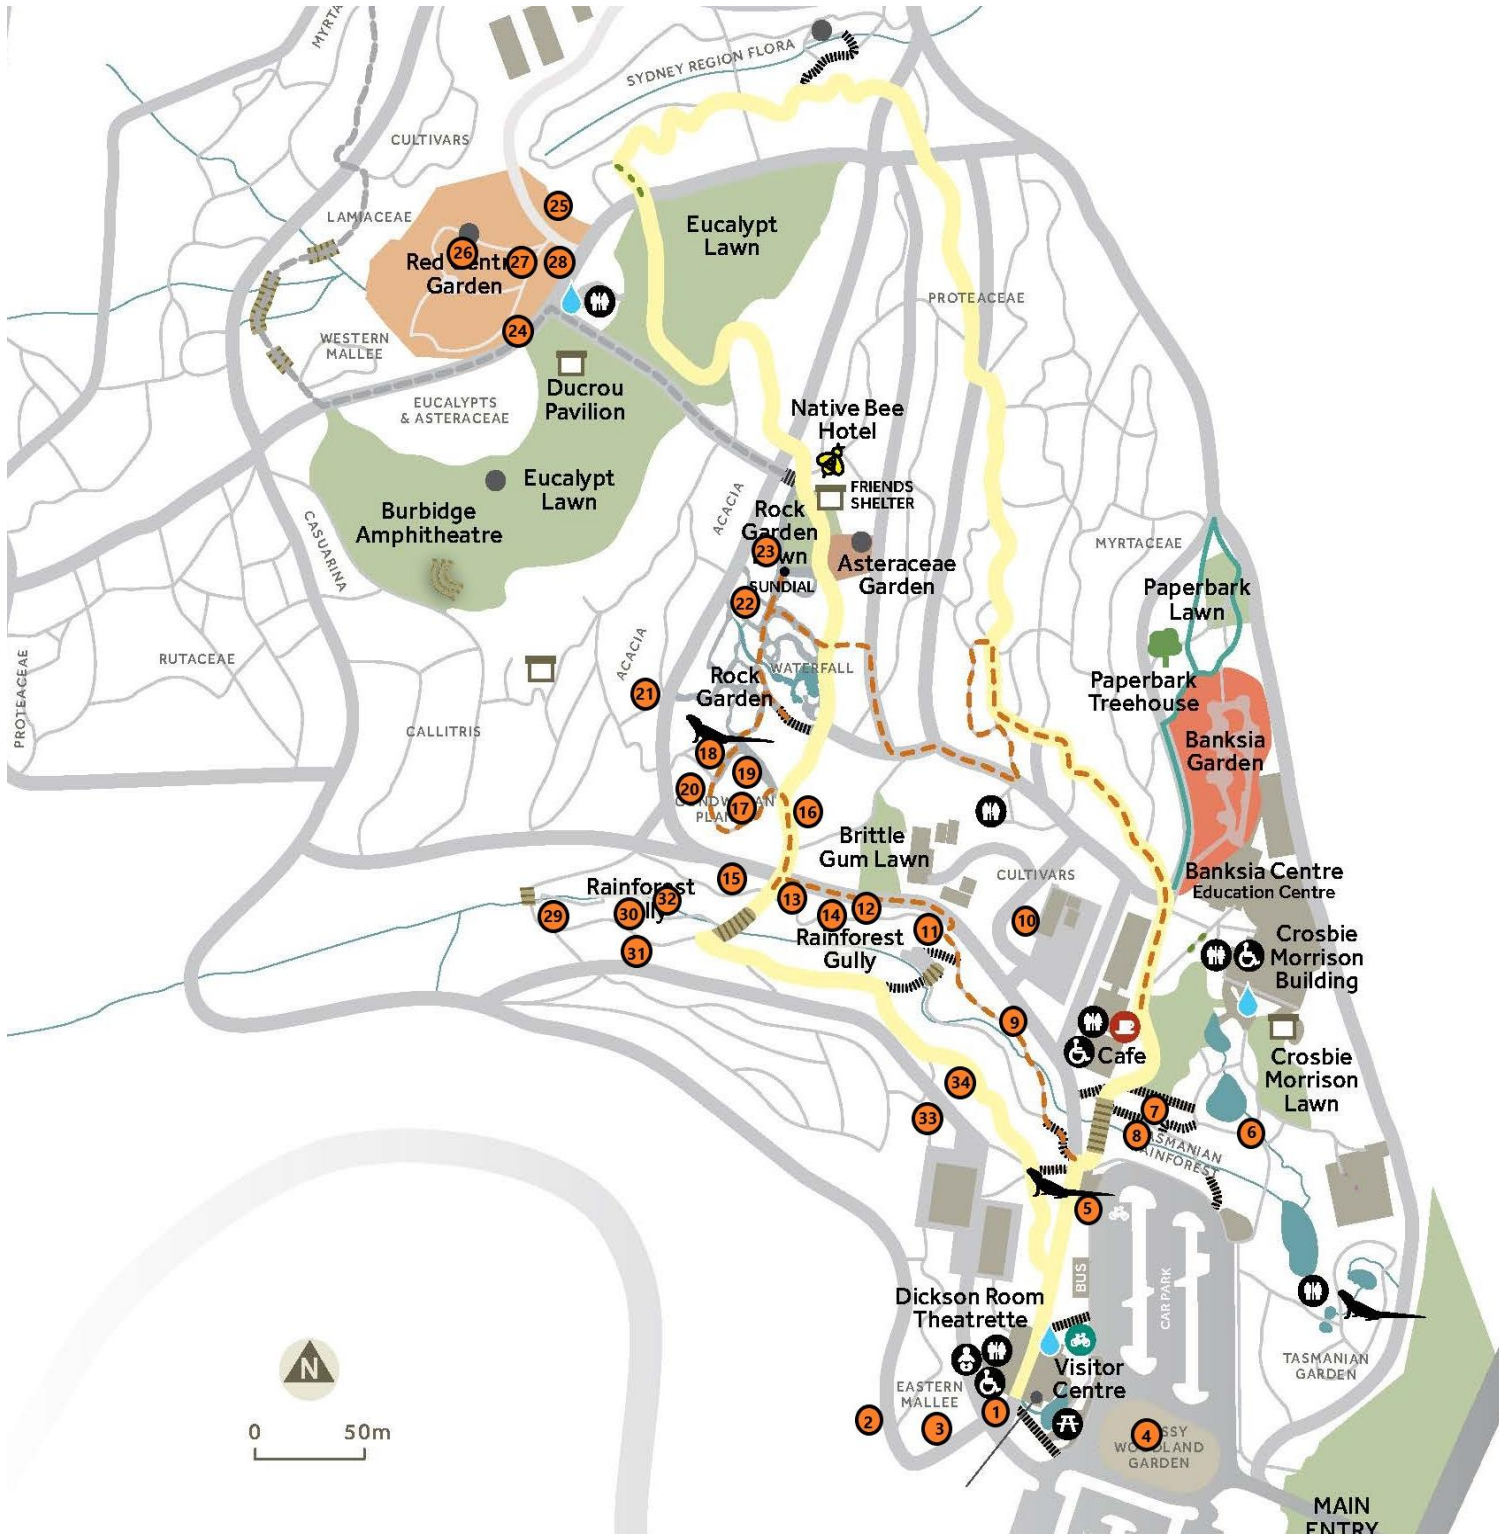 MYRTA
SYDNEY REGION FLORA
CULTIVARS
25
LAMIACEAE
Eucalypt
Lawn
26
27
28
Red
Garden
PROTEACEAE
24
WESTERN
MALLEE
Ducrou
Pavilion
EUCALYPTS
& ASTERACEAE
Native Bee
Hotel
Eucalypt
Lawn
FRIENDS
SHELTER
ACACIA
Rock
Garden
23
Burbidge
Amphitheatre
CASUARINA
MYRTACEAE
Asteraceae
Garden
SUNDIAL
22
Paperbark
Lawn
PROTEACEAE
RUTACEAE
ACACIA
WATERFALL
Rock
Garden
21
Paperbark
Treehouse
CALLITRIS
18
19
20
17
16
Banksia
Garden
Brittle
Gum Lawn
15
CULTIVARS
Banksia Centre
Education Centre
Rainforest
32
29
30
13
14
12
11
10
31
Rainforest
Gully
Crosbie
Morrison
Building
9
Cafe
Crosbie
Morrison
Lawn
34
33
7
8
6
RAINFOREST
5
BUS
CARPARK
Dickson Room
Theatrette
Visitor
Centre
TASMANIAN
GARDEN
EASTERN
MALLEE
1
2
3
4
WOODLAND
GARDEN
N
0 50m
MAIN
ENTRY